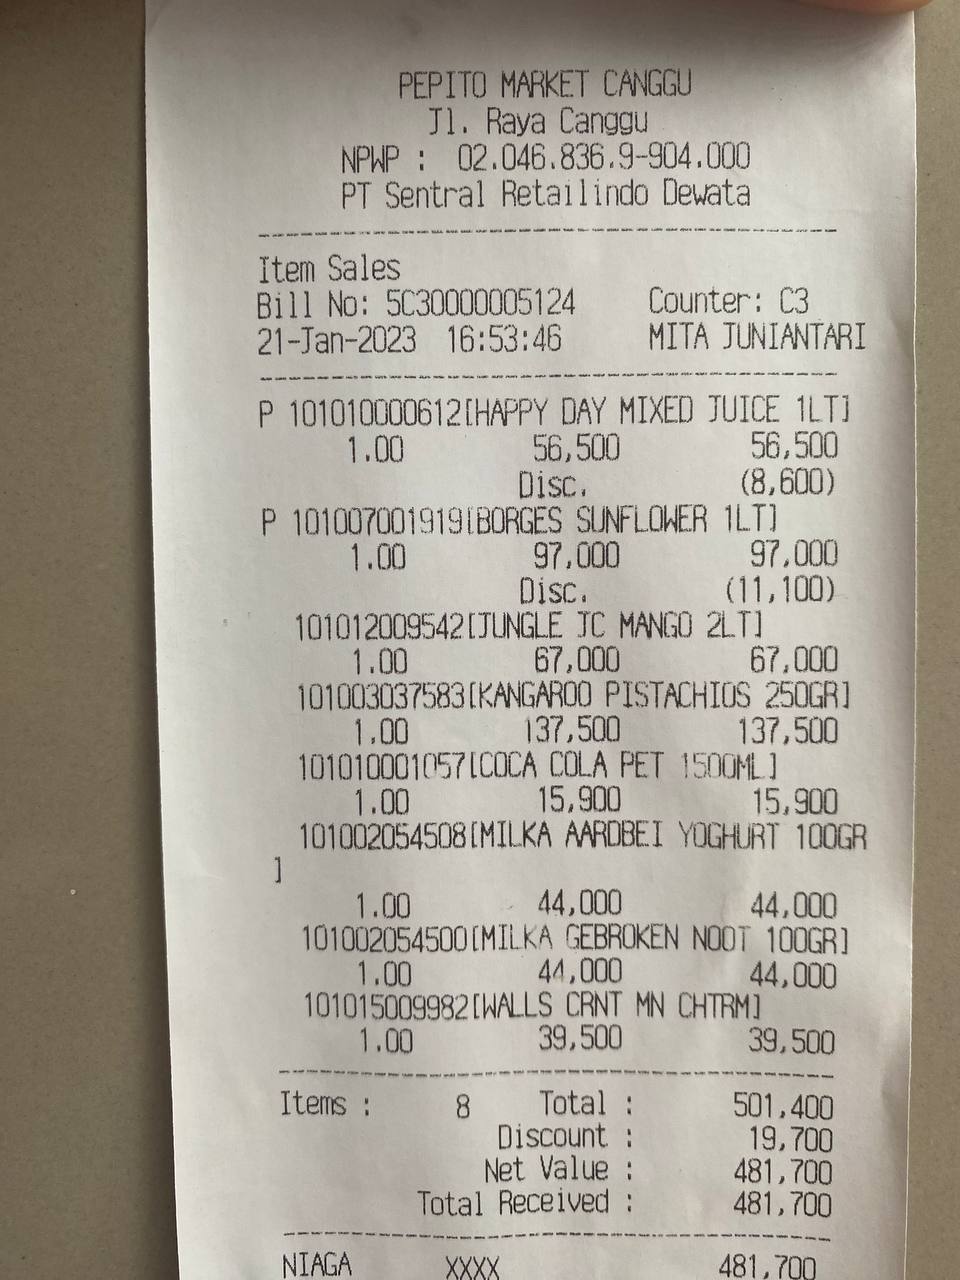 PEPITO MARKET CANGGU
Jl. Raya Canggu
NPWP : 02.046.836.9-904.000
PT Sentral Retailindo Dewata
Item Sales
Bill No: 5C30000005124 Counter: C3
21-Jan-2023 16:53:46 MITA JUNIANTARI
P 101010000612[HAPPY DAY MIXED JUICE 1LT]
1.00 56,500 56,500
Disc. (8,600)
P 101007001919[BORGES SUNFLOWER 1LT]
1.00 97,000 97,000
Disc. (11,100)
101012009542[JUNGLE JC MANGO 2LT]
1.00 67,000 67,000
101003037583[KANGAROO PISTACHIOS 250GR]
1.00 137,500 137,500
101010001057[COCA COLA PET 1500ML]
1.00 15,900 15,900
101002054508[MILKA AARDBEI YOGHURT 100GR
]
1.00 44,000 44,000
101002054500[MILKA GEBROKEN NOOT 100GR]
1.00 44,000 44,000
101015009982[WALLS CRNT MN CHTRM]
1.00 39,500 39,500
Items : 8 Total : 501,400
Discount : 19,700
Net Value : 481,700
Total Received : 481,700
NIAGA XXXX 481,700